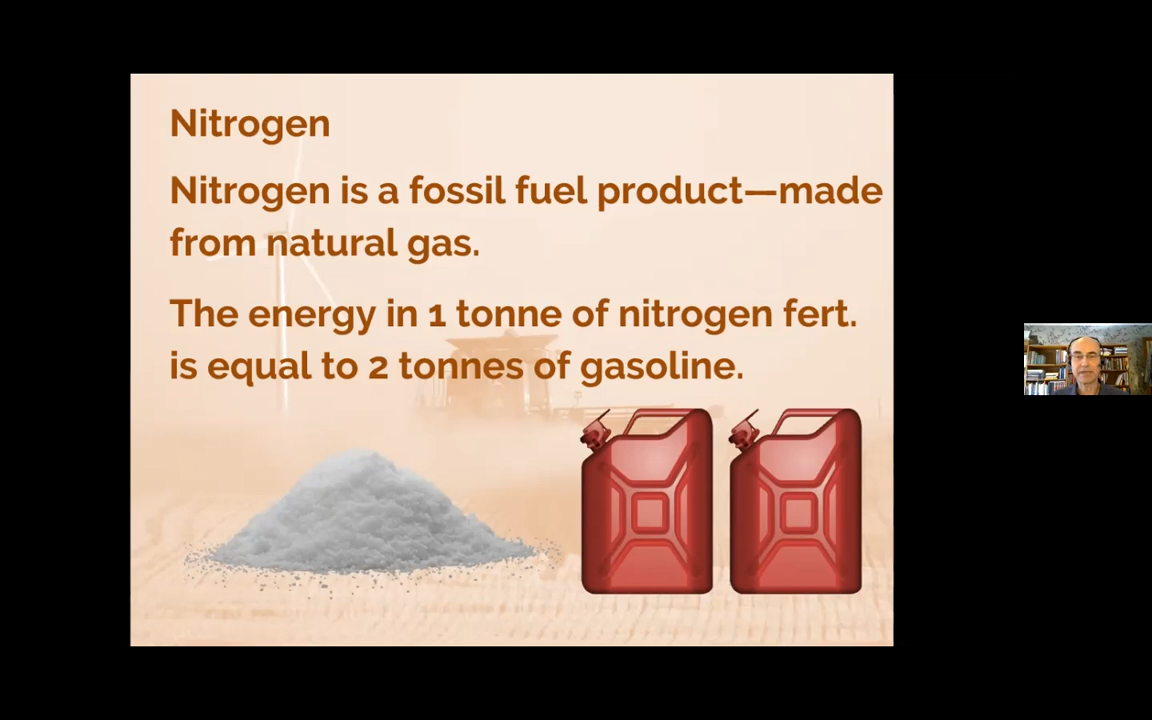 Nitrogen
Nitrogen is a fossil fuel product—made
from natural gas.
The energy in 1 tonne of nitrogen fert.
is equal to 2 tonnes of gasoline.